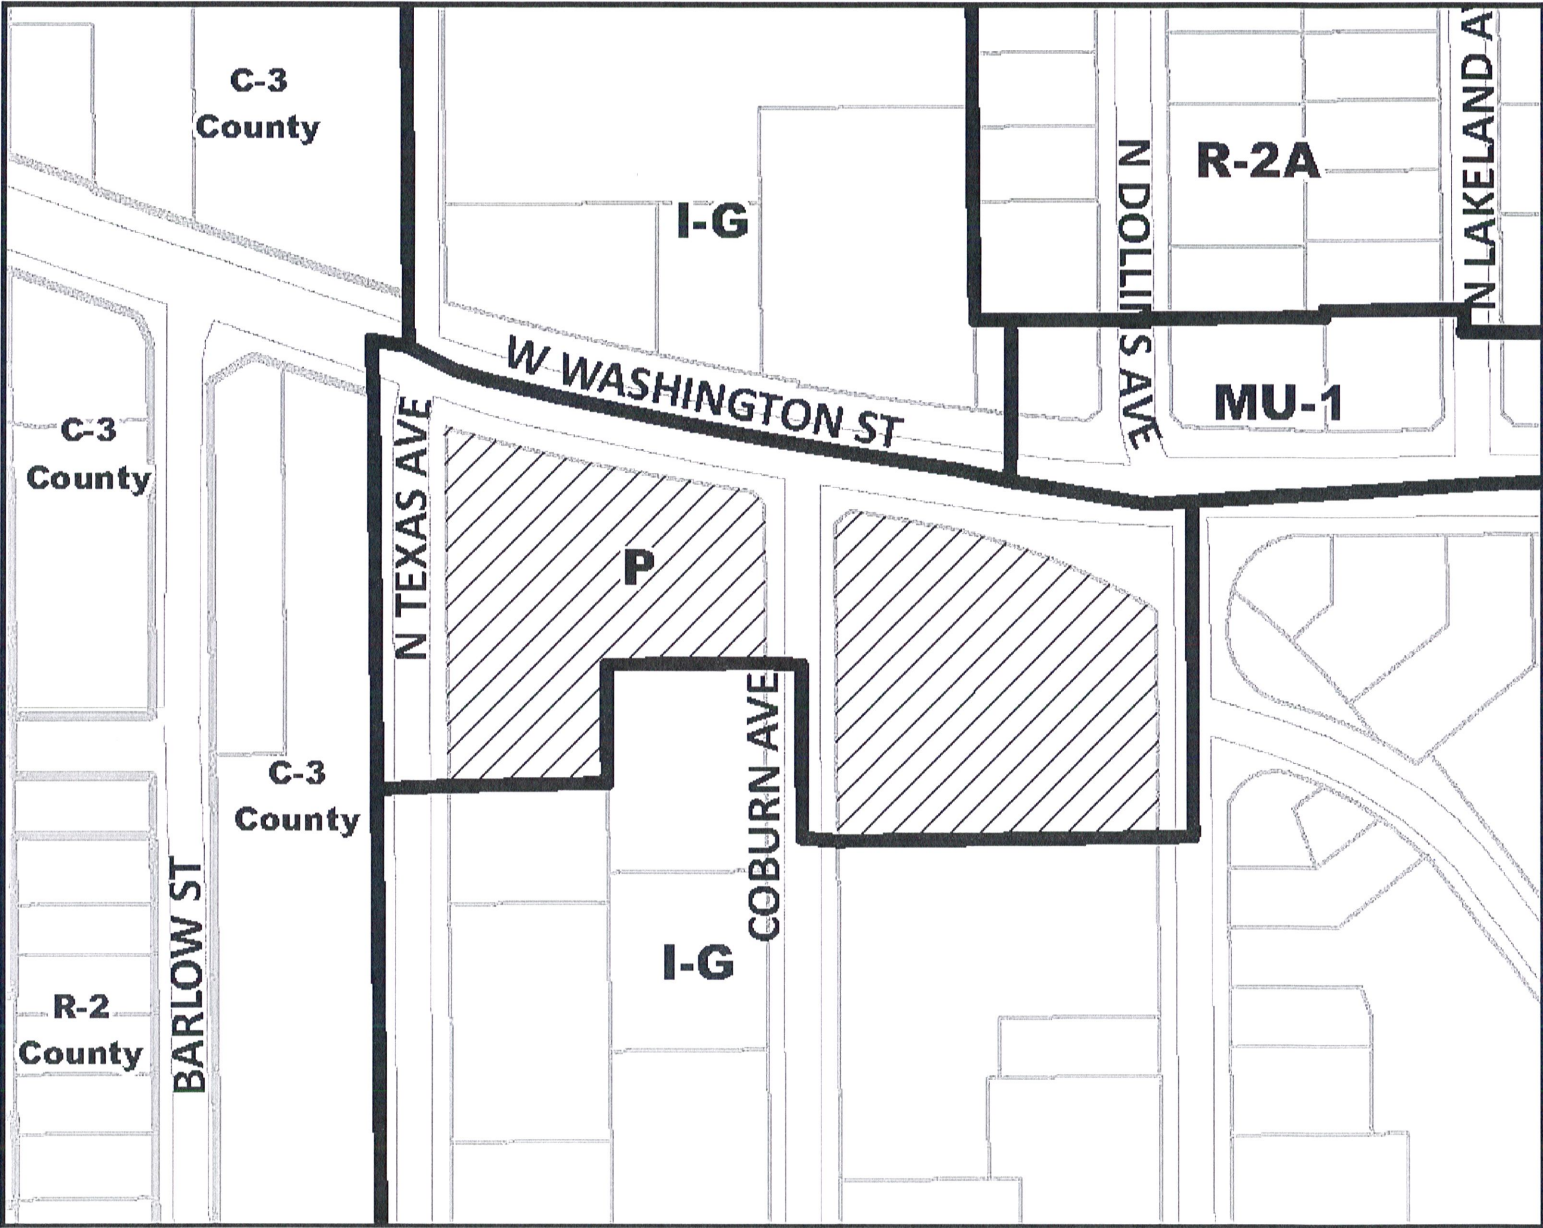 C-3
County
R-2A
N LAKELAND
I-G
N DOLLINS AVE
W WASHINGTON ST
MU-1
C-3
County
N TEXAS AVE
P
COBURN AVE
C-3
County
I-G
BARLOW ST
R-2
County